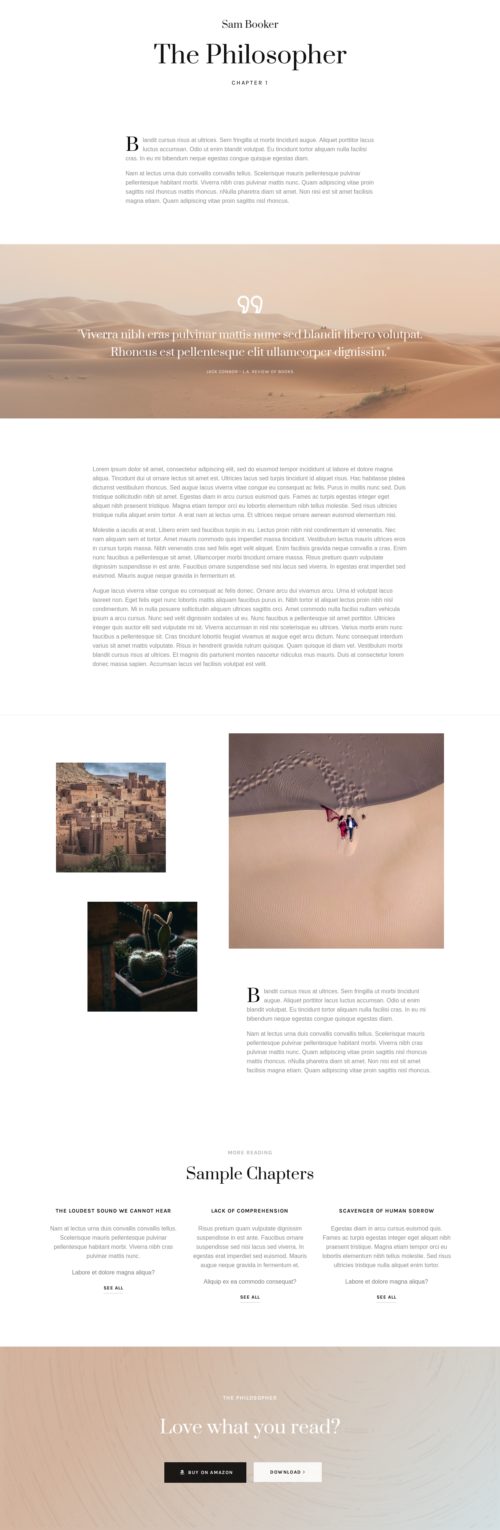 Sam Booker
The Philosopher
CHAPTER 1
Blandit cursus risus at ultrices. Sem fringilla ut morbi tincidunt augue. Aliquet porttitor lacus
luctus accumsan. Odio ut enim blandit volutpat. Eu tincidunt tortor aliquam nulla facilisi
cras. In eu mi bibendum neque egestas congue quisque egestas diam.
Nam at lectus urna duis convallis convallis tellus. Scelerisque mauris pellentesque pulvinar
pellentesque habitant morbi. Viverra nibh cras pulvinar mattis nunc. Quam adipiscing vitae proin
sagittis nisl rhoncus mattis rhoncus. nNulla pharetra diam sit amet. Non nisi est sit amet facilisis
magna etiam. Quam adipiscing vitae proin sagittis nisl rhoncus.
"Viverra nibh cras pulvinar mattis nunc sed blandit libero volutpat.
Rhoncus est pellentesque elit ullamcorper dignissim."
JACK CONNOR - L.A. REVIEW OF BOOKS
Lorem ipsum dolor sit amet, consectetur adipiscing elit, sed do eiusmod tempor incididunt ut labore et dolore magna
aliqua. Tincidunt dui ut ornare lectus sit amet est. Ultricies lacus sed turpis tincidunt id aliquet risus. Hac habitasse platea
dictumst vestibulum rhoncus. Sed augue lacus viverra vitae congue eu consequat ac felis. Purus in mollis nunc sed. Duis
tristique sollicitudin nibh sit amet. Egestas diam in arcu cursus euismod quis. Fames ac turpis egestas integer eget
aliquet nibh praesent tristique. Magna etiam tempor orci eu lobortis elementum nibh tellus molestie. Sed risus ultricies
tristique nulla aliquet enim tortor. A erat nam at lectus urna. Et ultrices neque ornare aenean euismod elementum nisi.
Molestie a iaculis at erat. Libero enim sed faucibus turpis in eu. Lectus proin nibh nisl condimentum id venenatis. Nec
nam aliquam sem et tortor. Amet mauris commodo quis imperdiet massa tincidunt. Vestibulum lectus mauris ultrices eros
in cursus turpis massa. Nibh venenatin cras sed felis eget velit aliquet. Enim facilisis gravida neque convallis a cras. Enim
nunc faucibus a pellentesque sit amet. Ullamcorper morbi tincidunt ornare massa. Risus pretium quam vulputate
dignissim suspendisse in est ante. Faucibus ornare suspendisse sed nisi lacus sed viverra. In egestas erat imperdiet sed
euismod. Mauris augue neque gravida in fermentum et.
Augue lacus viverra vitae congue eu consequat ac felis donec. Ornare arcu dui vivamus arcu. Urna id volutpat lacus
laoreet non. Eget felis eget nunc lobortis mattis aliquam faucibus purus in. Nibh tortor id aliquet lectus proin nibh nisl
condimentum. Mi in nulla posuere sollicitudin aliquam ultrices sagittis orci. Amet commodo nulla facilisi nullam vehicula
ipsum a arcu cursus. Nunc sed velit dignissim sodales ut eu. Nunc faucibus a pellentesque sit amet porttitor. Ultricies
integer quis auctor elit sed vulputate mi sit. Viverra accumsan in nisl nisi scelerisque eu ultrices. Varius morbi enim nunc
faucibus a pellentesque sit. Cras tincidunt lobortis feugiat vivamus at augue eget arcu dictum. Nunc consequat interdum
varius sit amet mattis vulputate. Risus in hendrerit gravida rutrum quisque. Quam quisque id diam vel. Vestibulum morbi
blandit cursus risus at ultrices. Et magnis dis parturient montes nascetur ridiculus mus mauris. Duis at consectetur lorem
donec massa sapien. Accumsan lacus vel facilisis volutpat est velit.
Blandit cursus risus at ultrices. Sem fringilla ut morbi tincidunt
augue. Aliquet porttitor lacus luctus accumsan. Odio ut enim
blandit volutpat. Eu tincidunt tortor aliquam nulla facilisi cras. In eu mi
bibendum neque egestas congue quisque egestas diam.
Nam at lectus urna duis convallis convallis tellus. Scelerisque mauris
pellentesque pulvinar pellentesque habitant morbi. Viverra nibh cras
pulvinar mattis nunc. Quam adipiscing vitae proin sagittis nisl rhoncus
mattis rhoncus. nNulla pharetra diam sit amet. Non nisi est sit amet
facilisis magna etiam. Quam adipiscing vitae proin sagittis nisl rhoncus.
MORE READING
Sample Chapters
THE LOUDEST SOUND WE CANNOT HEAR
Nam at lectus urna duis convallis convallis tellus.
Scelerisque mauris pellentesque pulvinar
pellentesque habitant morbi. Viverra nibh cras
pulvinar mattis nunc.
Labore et dolore magna aliqua?
SEE ALL
LACK OF COMPREHENSION
Risus pretium quam vulputate dignissim
suspendisse in est ante. Faucibus ornare
suspendisse sed nisi lacus sed viverra. In
egestas erat imperdiet sed euismod. Mauris
augue neque gravida in fermentum et.
Aliquip ex ea commodo consequat?
SEE ALL
SCAVENGER OF HUMAN SORROW
Egestas diam in arcu cursus euismod quis.
Fames ac turpis egestas integer eget aliquet nibh
praesent tristique. Magna etiam tempor orci eu
lobortis elementum nibh tellus molestie. Sed risus
ultricies tristique nulla aliquet enim tortor.
Labore et dolore magna aliqua?
SEE ALL
THE PHILOSOPHER
Love what you read?
BUY ON AMAZON
DOWNLOAD